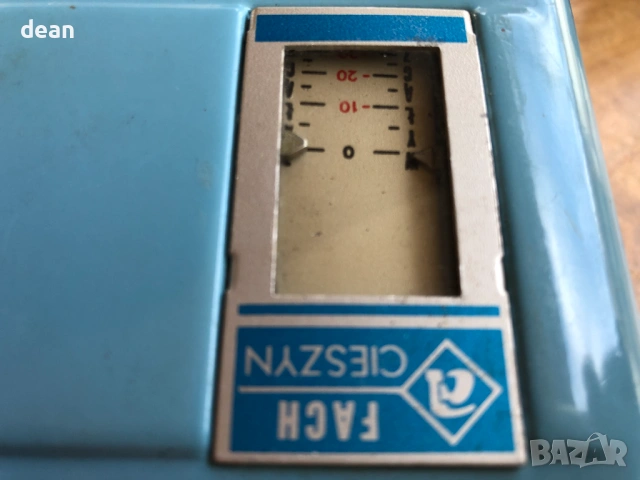 dean
-20
-10
0
FACH
CIESZYN
BAZAR